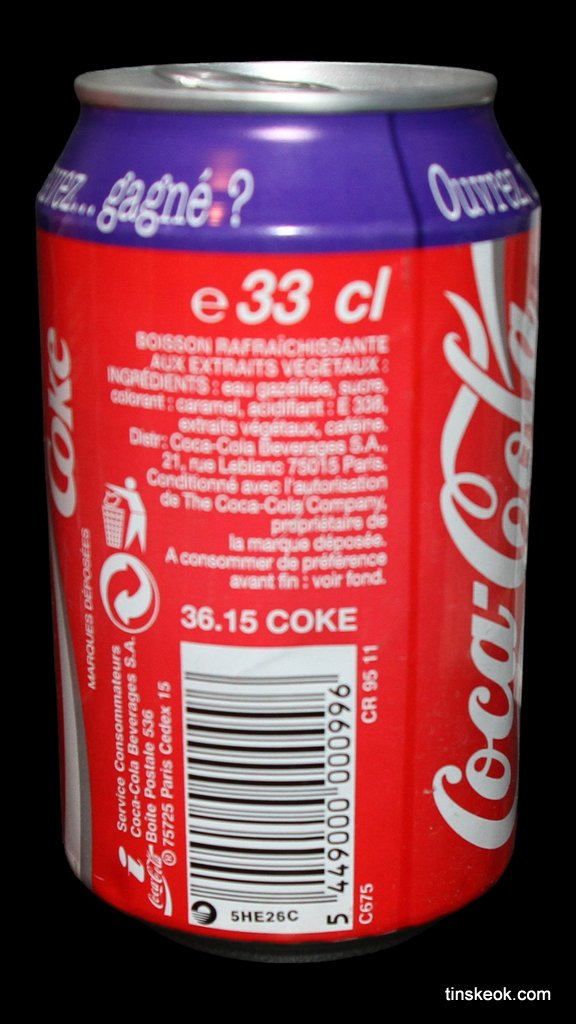 ...gagné ?
Ouvrez
e 33 cl
BOISSON RAFRAÎCHISSANTE
AUX EXTRAITS VEGETAUX :
INGRÉDIENTS : eau gazéifiée, sucre,
colorant : caramel, acidifiant : E 338,
extraits végétaux, caféine.
Distr : Coca-Cola Beverages S.A.,
21, rue Leblanc 75015 Paris.
Conditionné avec l'autorisation
de The Coca-Cola Company,
propriétaire de
la marque déposée.
A consommer de préférence
avant fin : voir fond.
36.15 COKE
Coke
MARQUES DÉPOSÉES
Service Consommateurs
Coca-Cola Beverages S.A.
Boite Postale 536
75725 Paris Cedex 15
Coca-Cola ®
CR 95 11
5 449000 000996
5HE26C
C675
Coca-Cola
tinskeok.com